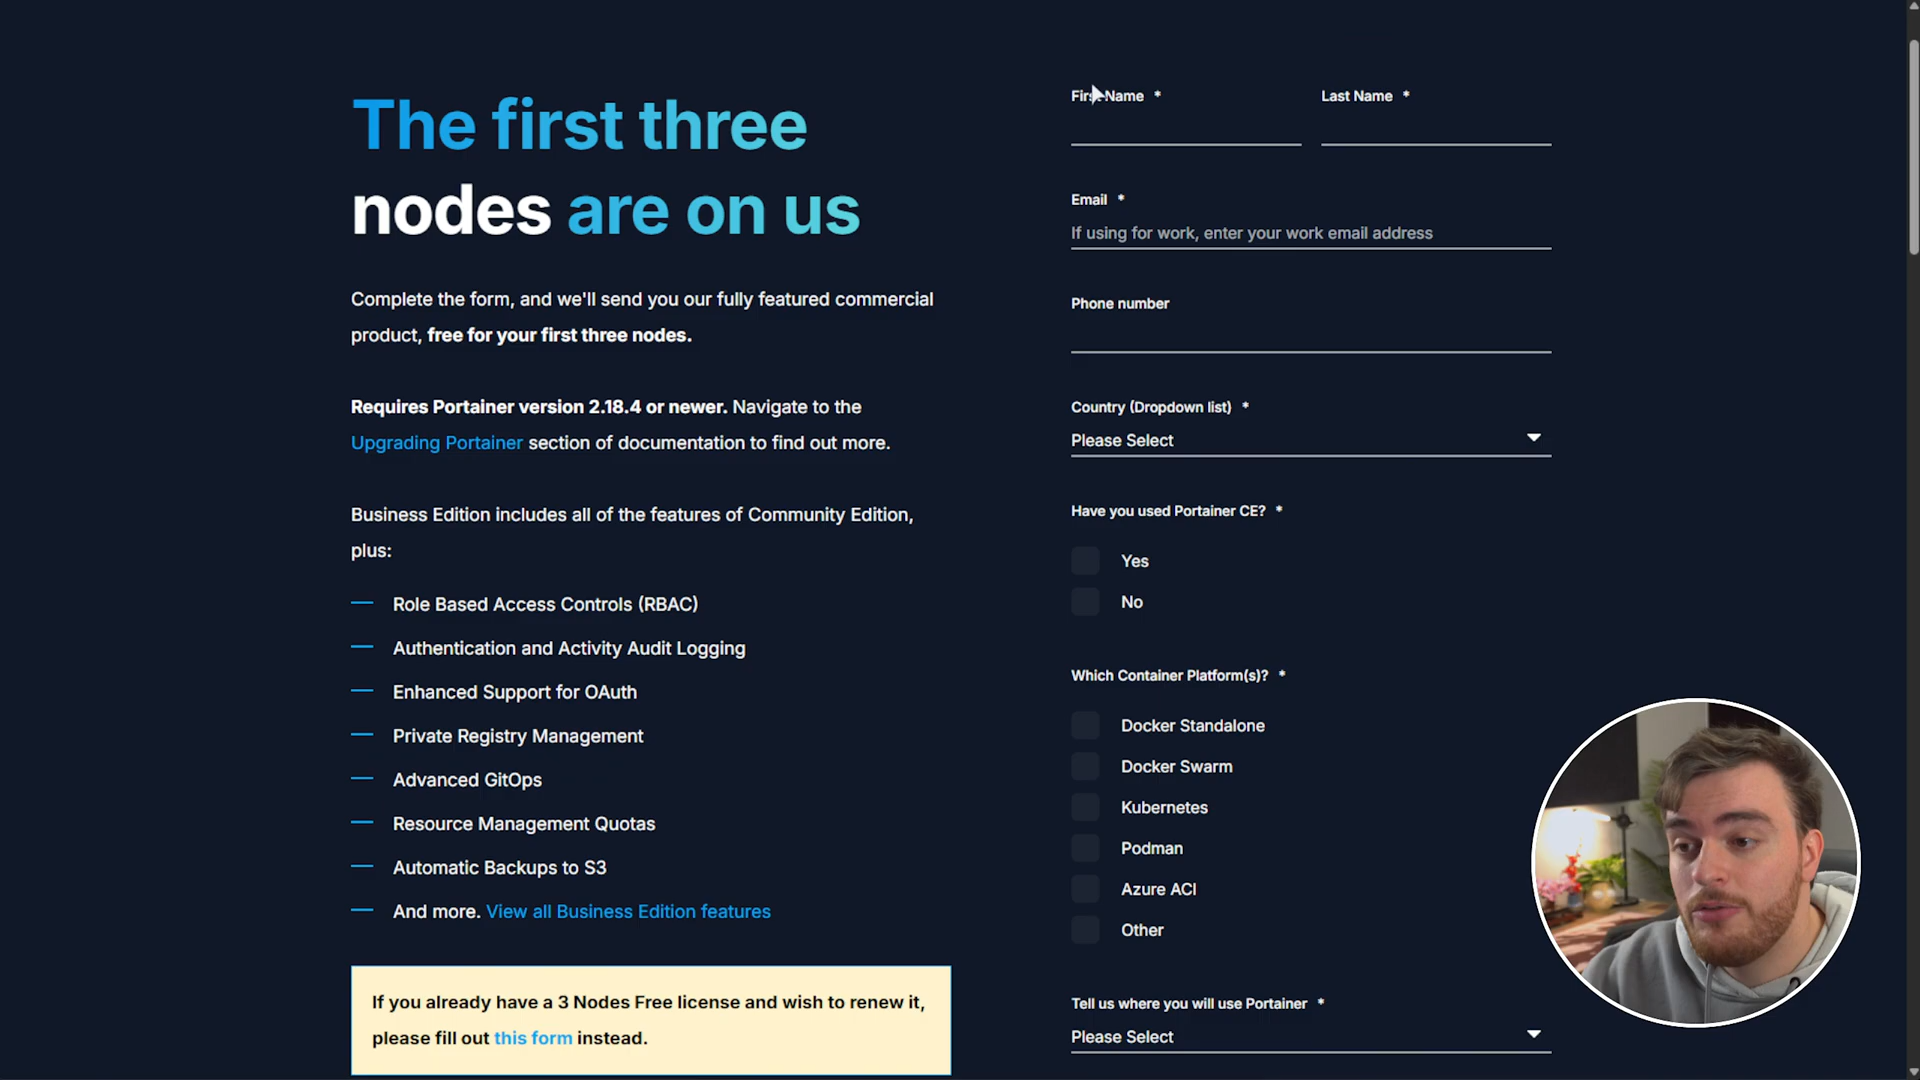 The first three
nodes are on us
Complete the form, and we'll send you our fully featured commercial
product, free for your first three nodes.
Requires Portainer version 2.18.4 or newer. Navigate to the
Upgrading Portainer section of documentation to find out more.
Business Edition includes all of the features of Community Edition,
plus:
Role Based Access Controls (RBAC)
Authentication and Activity Audit Logging
Enhanced Support for OAuth
Private Registry Management
Advanced GitOps
Resource Management Quotas
Automatic Backups to S3
And more. View all Business Edition features
If you already have a 3 Nodes Free license and wish to renew it,
please fill out this form instead.
First Name *
Last Name *
Email *
If using for work, enter your work email address
Phone number
Country (Dropdown list) *
Please Select
Have you used Portainer CE? *
Yes
No
Which Container Platform(s)? *
Docker Standalone
Docker Swarm
Kubernetes
Podman
Azure ACI
Other
Tell us where you will use Portainer *
Please Select